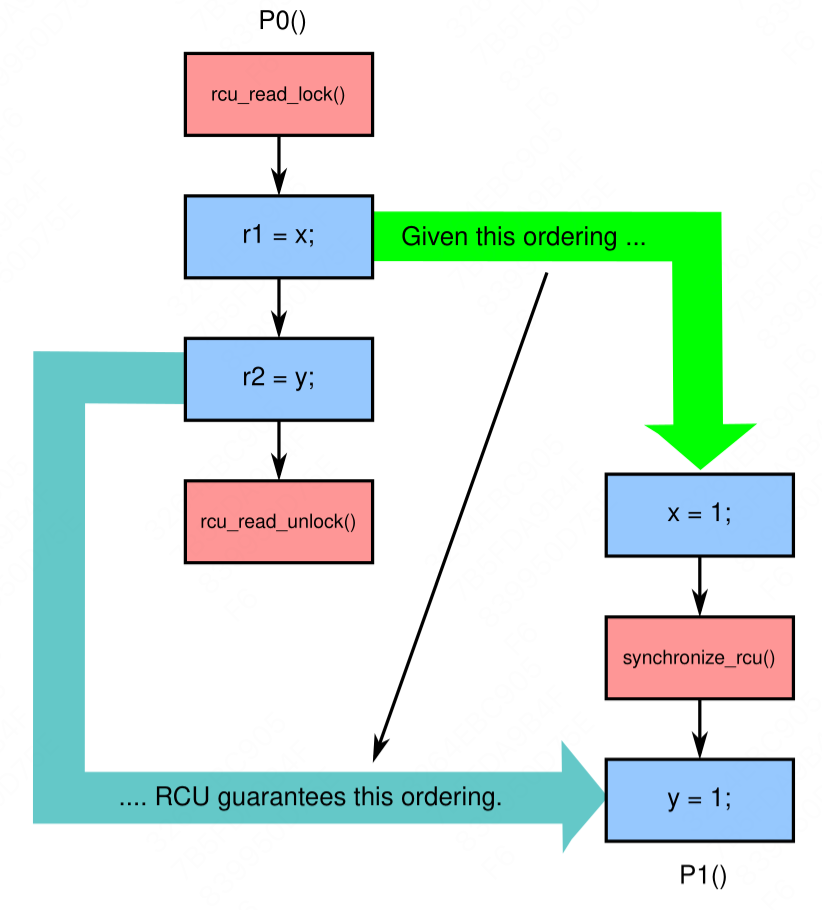 P0()
rcu_read_lock()
r1 = x;
Given this ordering ...
r2 = y;
rcu_read_unlock()
x = 1;
synchronize_rcu()
.... RCU guarantees this ordering.
y = 1;
P1()